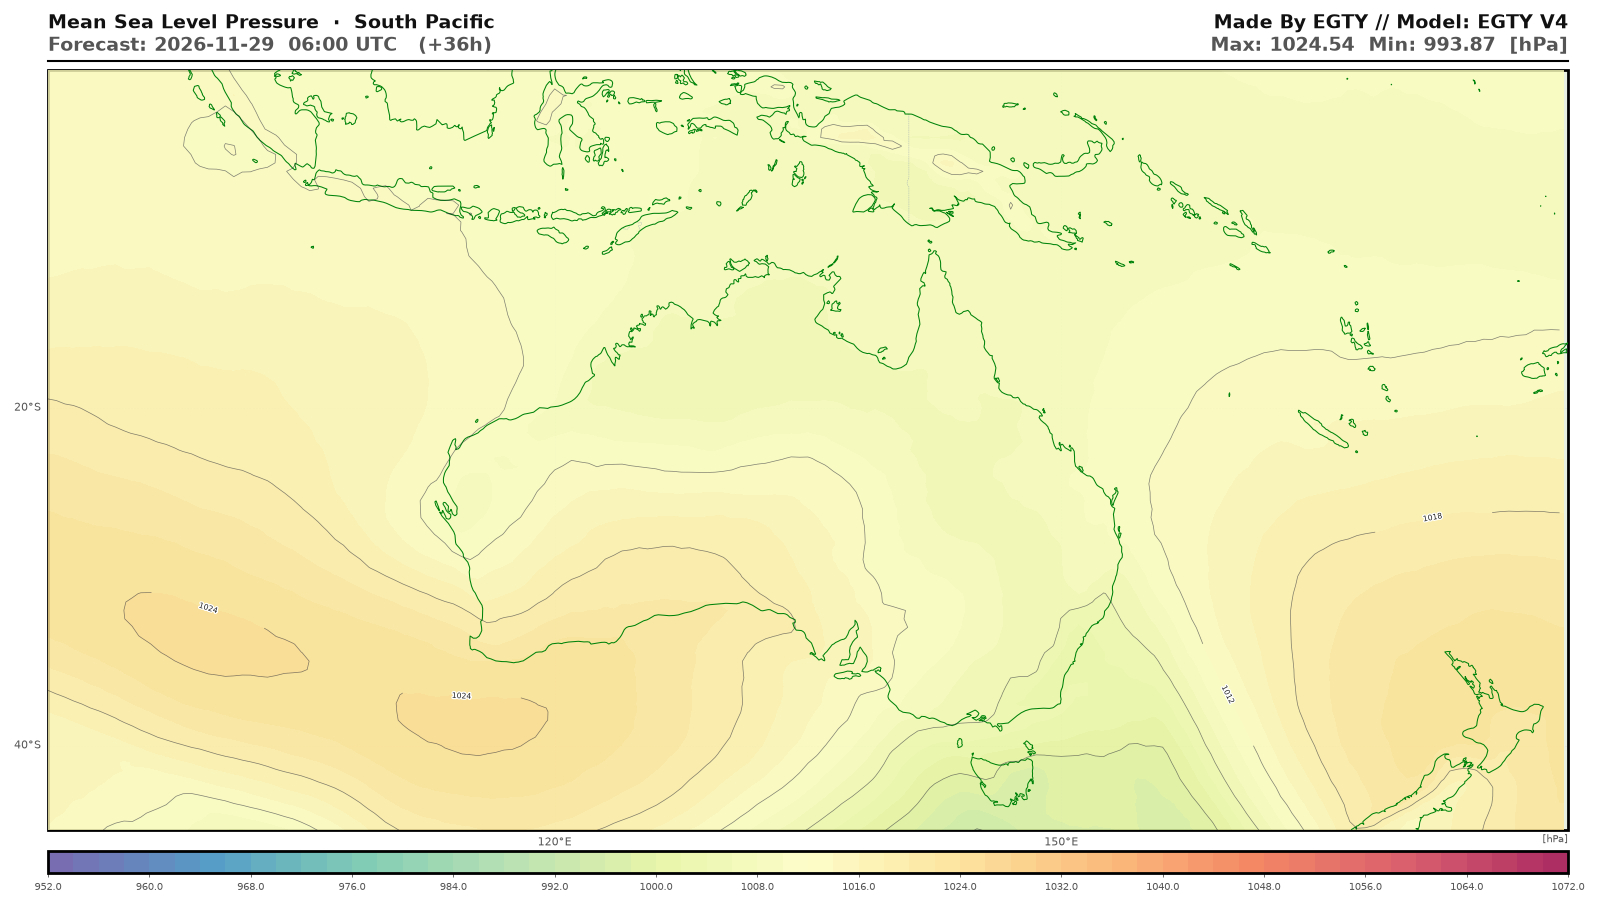 Mean Sea Level Pressure · South Pacific
Made By EGTY // Model: EGTY V4
Forecast: 2026-11-29 06:00 UTC (+36h)
Max: 1024.54 Min: 993.87 [hPa]
20°S
1018
1024
1024
1012
40°S
120°E
150°E
[hPa]
952.0 960.0 968.0 976.0 984.0 992.0 1000.0 1008.0 1016.0 1024.0 1032.0 1040.0 1048.0 1056.0 1064.0 1072.0